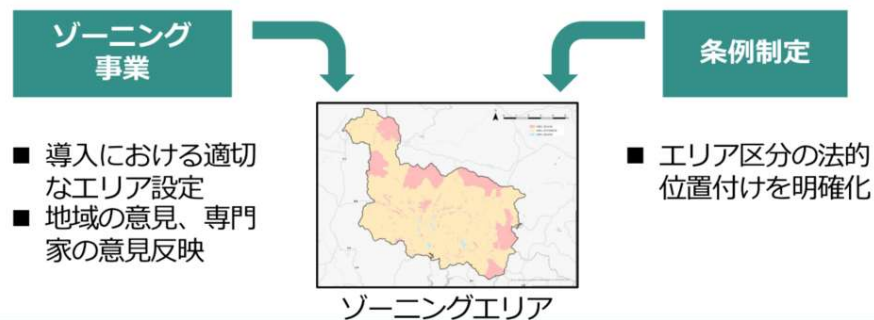 ゾーニング
事業
条例制定
■ 導入における適切
なエリア設定
■ 地域の意見、専門
家の意見反映
■ エリア区分の法的
位置付けを明確化
ゾーニングエリア